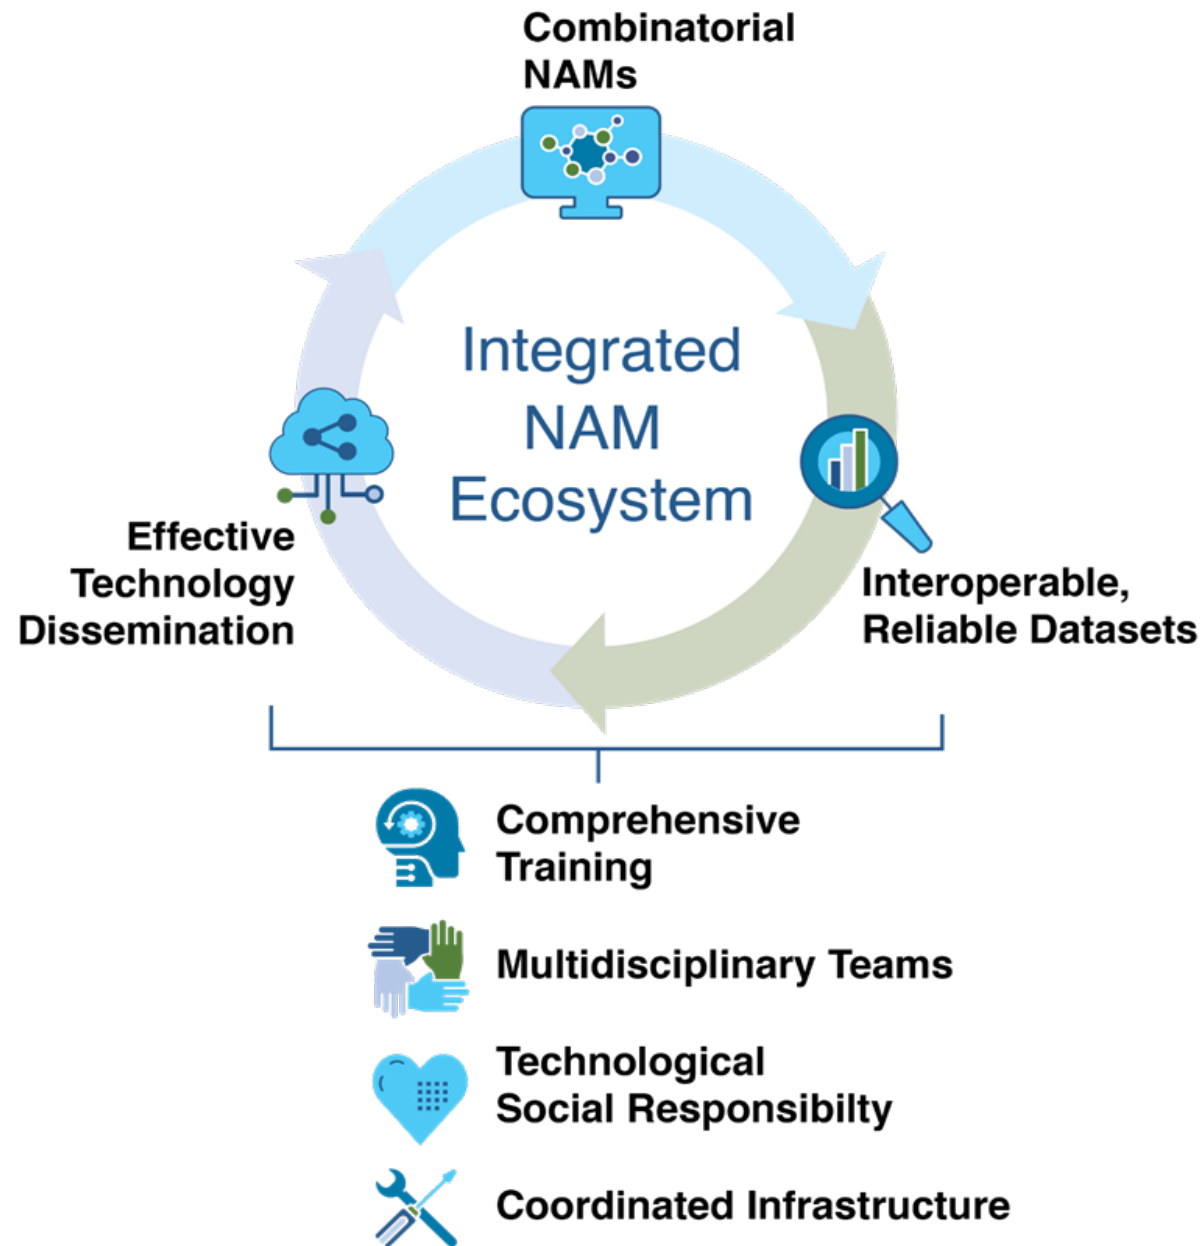 Combinatorial
NAMs
Integrated
NAM
Ecosystem
Effective
Technology
Dissemination
Interoperable,
Reliable Datasets
Comprehensive
Training
Multidisciplinary Teams
Technological
Social Responsibilty
Coordinated Infrastructure